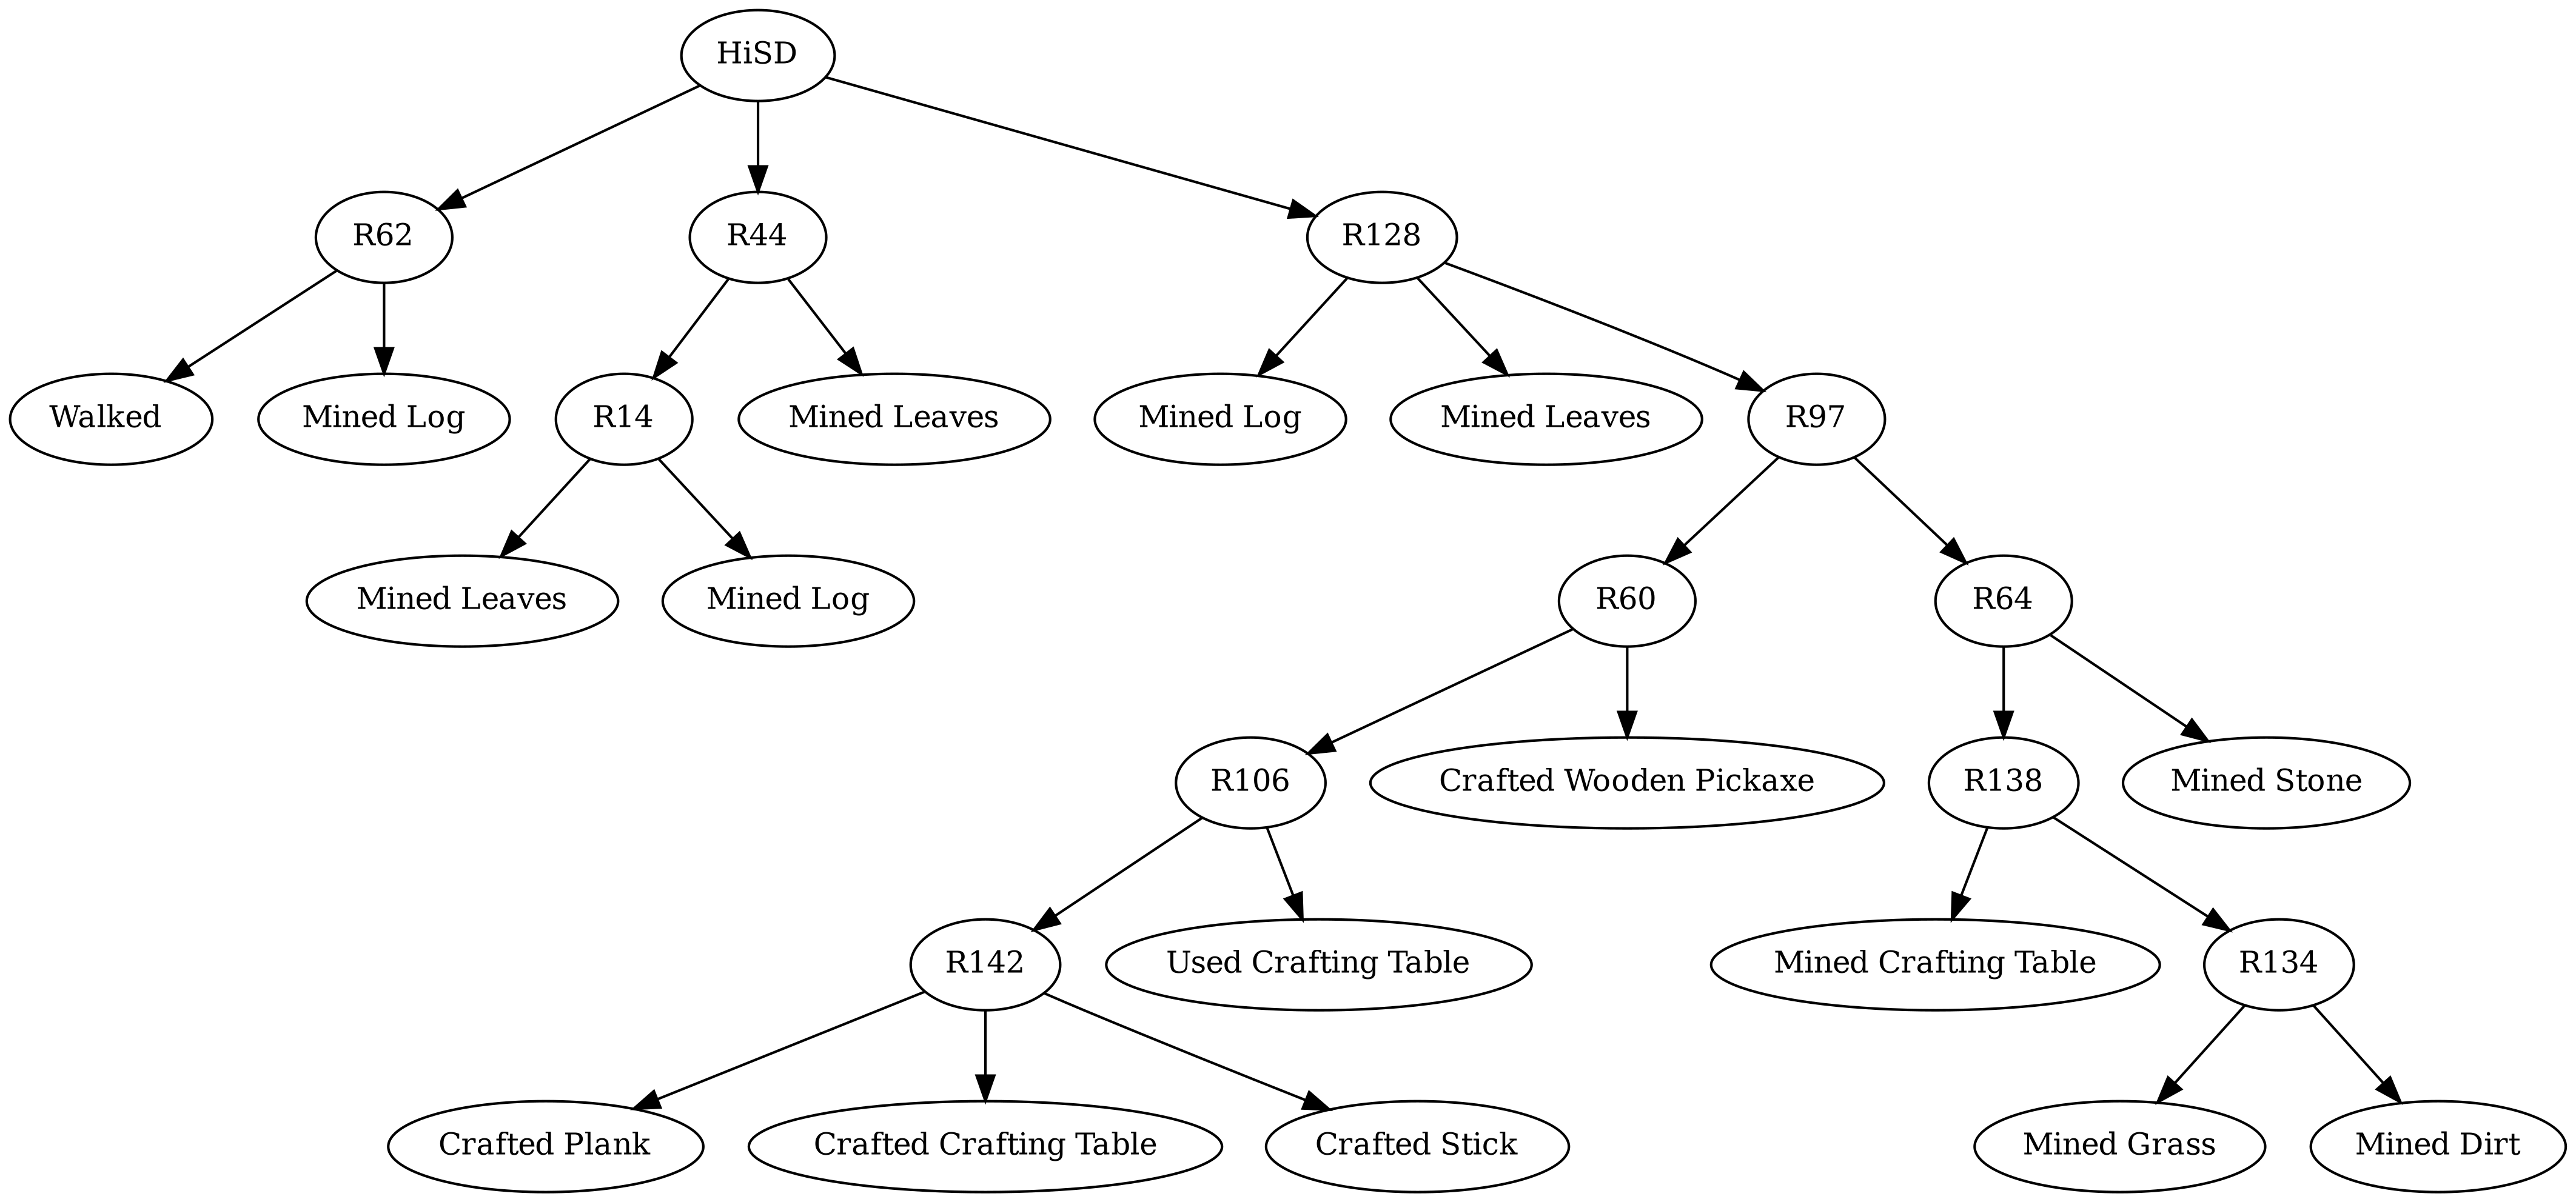 HiSD
R62
R44
R128
Walked
Mined Log
R14
Mined Leaves
Mined Log
Mined Leaves
R97
Mined Leaves
Mined Log
R60
R64
R106
Crafted Wooden Pickaxe
R138
Mined Stone
R142
Used Crafting Table
Mined Crafting Table
R134
Crafted Plank
Crafted Crafting Table
Crafted Stick
Mined Grass
Mined Dirt